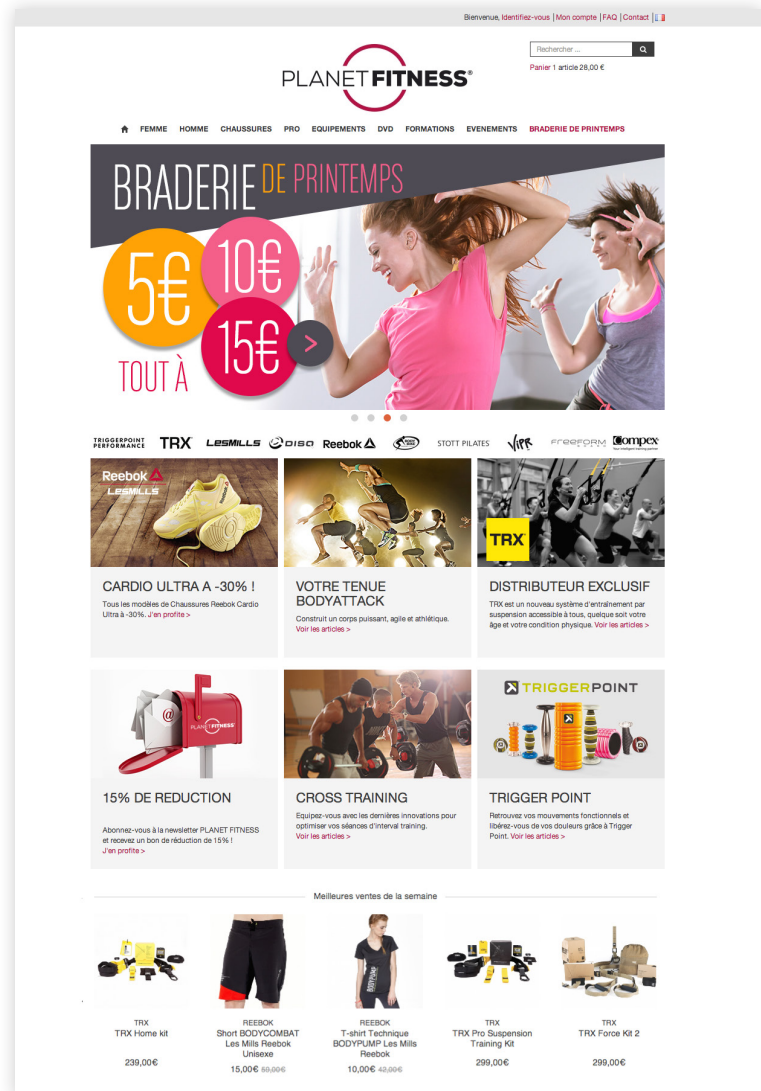 Bienvenue, Identifiez-vous | Mon compte | FAQ | Contact |
Rechercher ...
PLANET FITNESS®
Panier 1 article 28,00 €
FEMME HOMME CHAUSSURES PRO EQUIPEMENTS DVD FORMATIONS EVENEMENTS BRADERIE DE PRINTEMPS
BRADERIE DE PRINTEMPS
5€ 10€
15€
TOUT À
TRIGGERPOINT PERFORMANCE TRX LESMILLS DISQ Reebok STOTT PILATES ViPR FREEFORM Compex
Reebok
LESMILLS
TRX
CARDIO ULTRA A -30% !
Tous les modèles de Chaussures Reebok Cardio
Ultra à -30%. J'en profite >
VOTRE TENUE
BODYATTACK
Construit un corps puissant, agile et athlétique.
Voir les articles >
DISTRIBUTEUR EXCLUSIF
TRX est un nouveau système d'entraînement par
suspension accessible à tous, quelque soit votre
âge et votre condition physique. Voir les articles >
@
PLANET FITNESS
TRIGGERPOINT
15% DE REDUCTION
Abonnez-vous à la newsletter PLANET FITNESS
et recevez un bon de réduction de 15% !
J'en profite >
CROSS TRAINING
Equipez-vous avec les dernières innovations pour
optimiser vos séances d'interval training.
Voir les articles >
TRIGGER POINT
Retrouvez vos mouvements fonctionnels et
libérez-vous de vos douleurs grâce à Trigger
Point. Voir les articles >
Meilleures ventes de la semaine
BODYPUMP
TRX
TRX Home kit
239,00€
REEBOK
Short BODYCOMBAT
Les Mills Reebok
Unisexe
15,00€ 59,00€
REEBOK
T-shirt Technique
BODYPUMP Les Mills
Reebok
10,00€ 42,00€
TRX
TRX Pro Suspension
Training Kit
299,00€
TRX
TRX Force Kit 2
299,00€